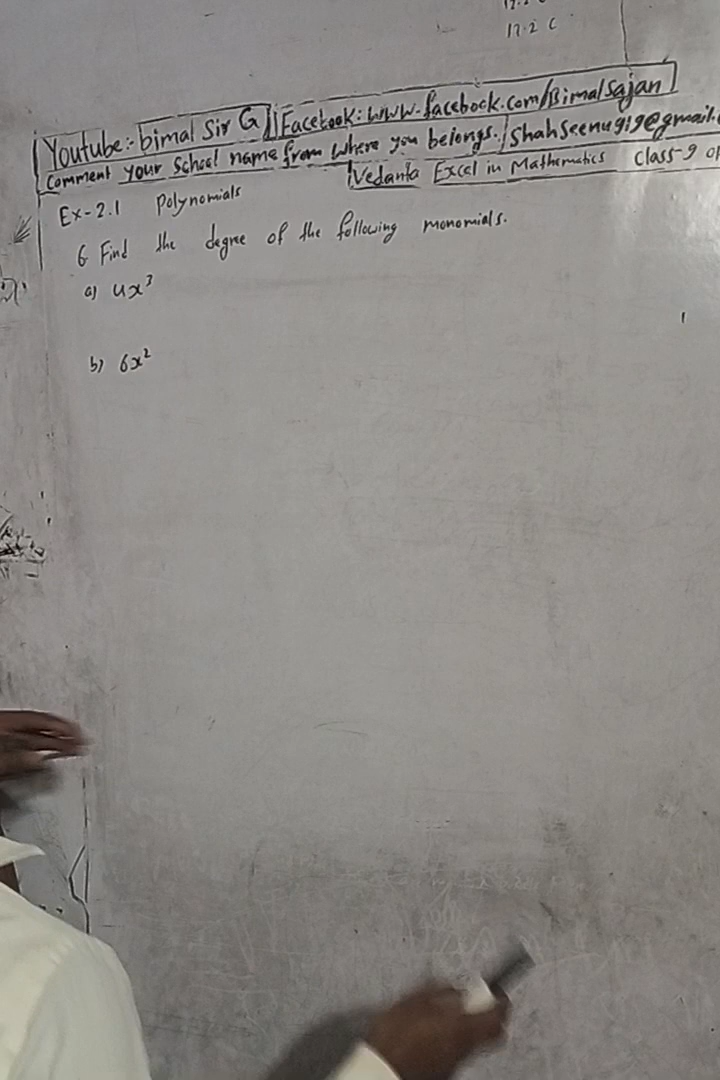 17.2 C
Youtube:- bimal Sir G || Facebook: www.facebook.com/Bimalsajan
Comment your School name from where you belongs. / Shahseenu919@gmail.
Vedanta Excel in Mathematics Class-9
Ex-2.1 Polynomials
6 Find the degree of the following monomials.
a) 4x³
b) 6x²